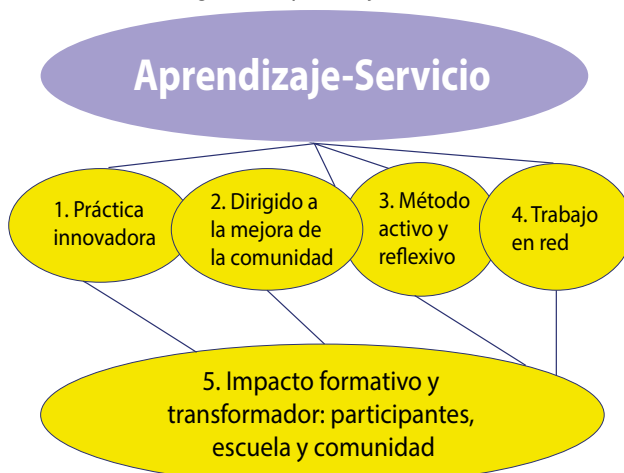 Aprendizaje-Servicio
1. Práctica
innovadora
2. Dirigido a
la mejora de
la comunidad
3. Método
activo y
reflexivo
4. Trabajo
en red
5. Impacto formativo y
transformador: participantes,
escuela y comunidad